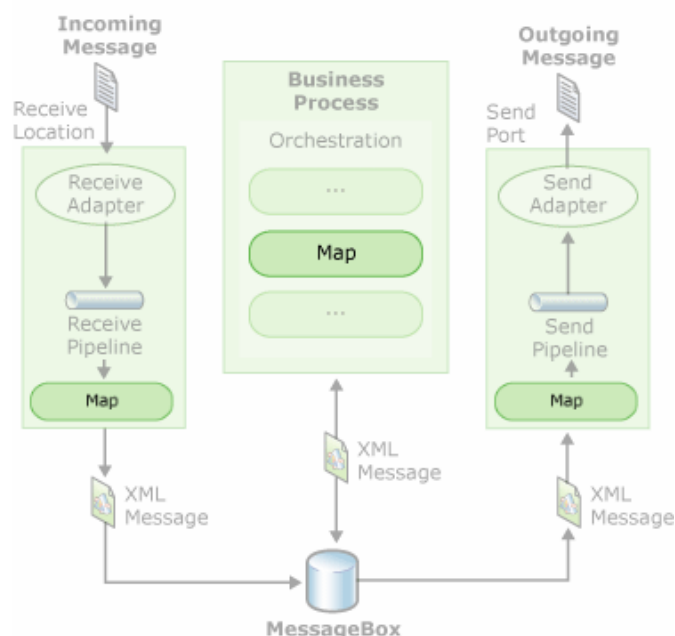 Incoming
Message
Receive
Location
Receive
Adapter
Receive
Pipeline
Map
XML
Message
Business
Process
Orchestration
...
Map
...
XML
Message
MessageBox
Outgoing
Message
Send
Port
Send
Adapter
Send
Pipeline
Map
XML
Message